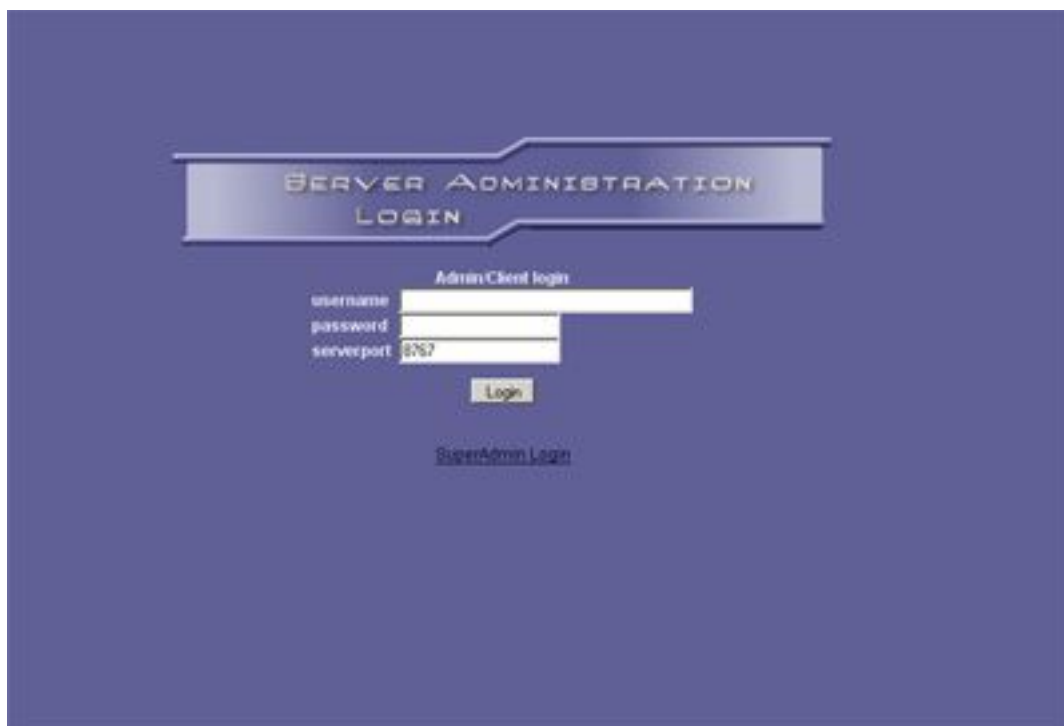 SERVER ADMINISTRATION
LOGIN
Admin/Client login
username
password
serverport 8767
Login
SuperAdmin Login